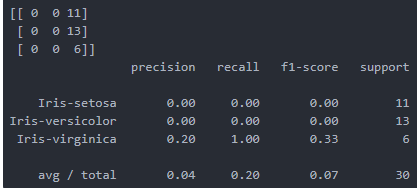 [[ 0  0 11]
 [ 0  0 13]
 [ 0  0  6]]
precision recall f1-score support
Iris-setosa 0.00 0.00 0.00 11
Iris-versicolor 0.00 0.00 0.00 13
Iris-virginica 0.20 1.00 0.33 6
avg / total 0.04 0.20 0.07 30